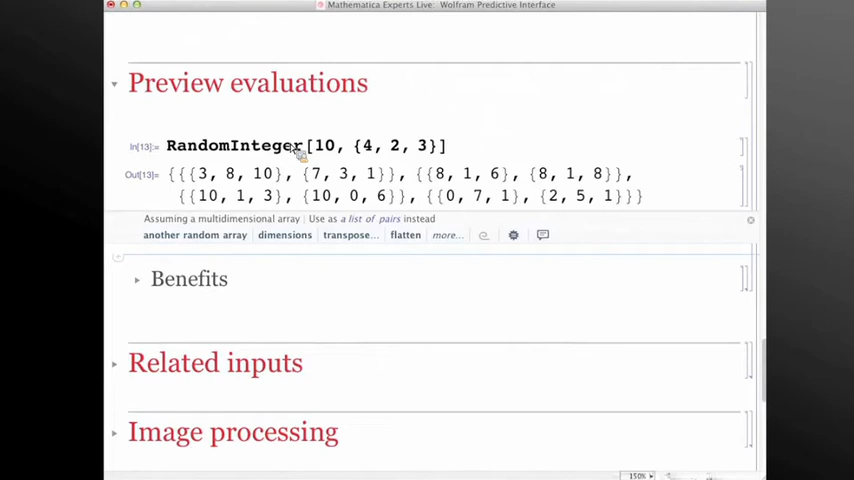 Mathematica Experts Live: Wolfram Predictive Interface
Preview evaluations
In[13]:= RandomInteger[10, {4, 2, 3}]
Out[13]= {{{3, 8, 10}, {7, 3, 1}}, {{8, 1, 6}, {8, 1, 8}},
{{10, 1, 3}, {10, 0, 6}}, {{0, 7, 1}, {2, 5, 1}}}
Assuming a multidimensional array | Use as a list of pairs instead
another random array dimensions transpose... flatten more...
Benefits
Related inputs
Image processing
150%